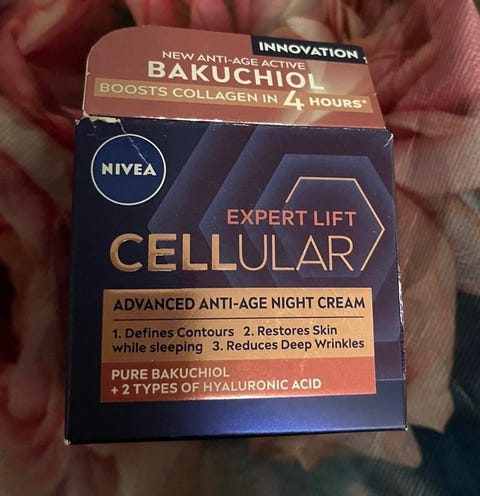 INNOVATION
NEW ANTI-AGE ACTIVE
BAKUCHIOL
BOOSTS COLLAGEN IN 4 HOURS*
NIVEA
EXPERT LIFT
CELLULAR
ADVANCED ANTI-AGE NIGHT CREAM
1. Defines Contours 2. Restores Skin
while sleeping 3. Reduces Deep Wrinkles
PURE BAKUCHIOL
+ 2 TYPES OF HYALURONIC ACID